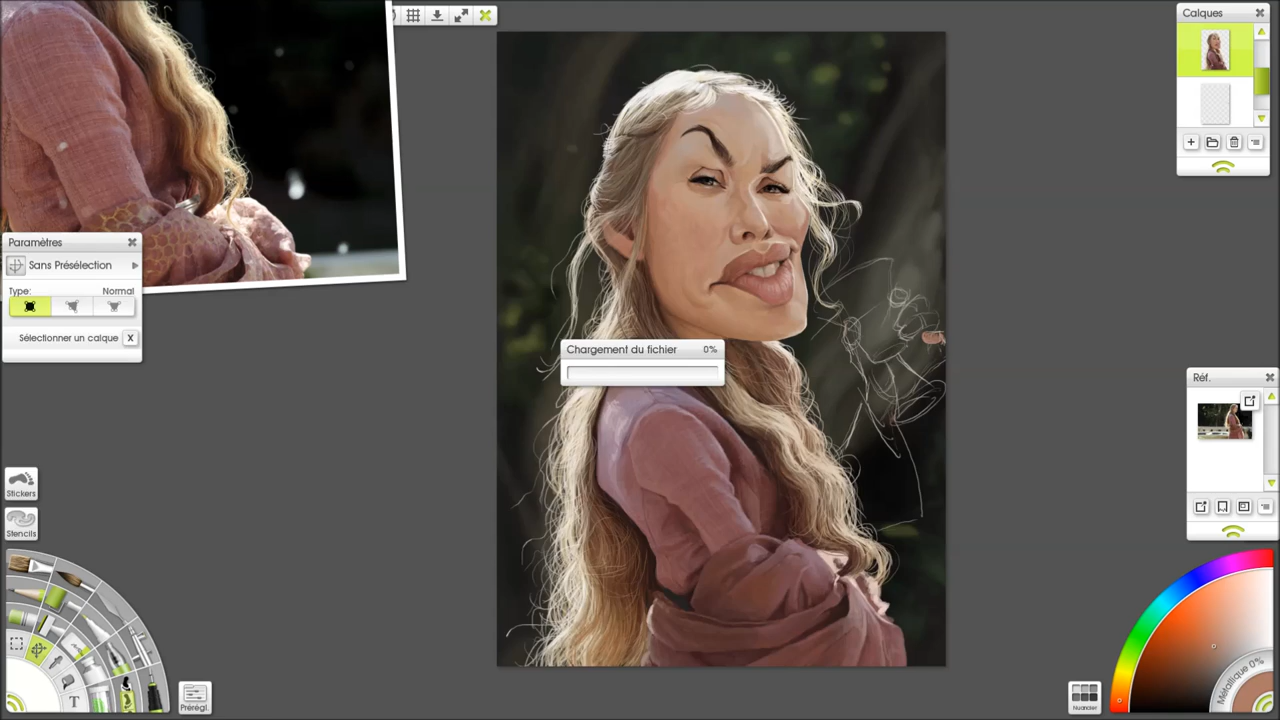 Calques
Paramètres
Sans Présélection
Type:
Normal
Sélectionner un calque
X
Chargement du fichier
0%
Réf.
Stickers
Stencils
T
Prérégl.
Nuancier
Métallique 0%